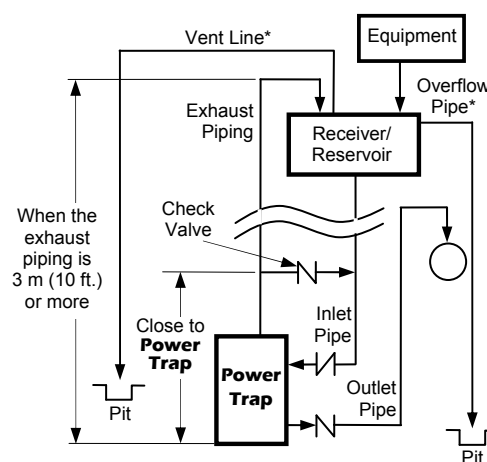 Vent Line*
Equipment
Exhaust
Piping
Overflow
Pipe*
Receiver/
Reservoir
When the
exhaust
piping is
3 m (10 ft.)
or more
Check
Valve
Close to
Power
Trap
Inlet
Pipe
Power
Trap
Outlet
Pipe
Pit
Pit